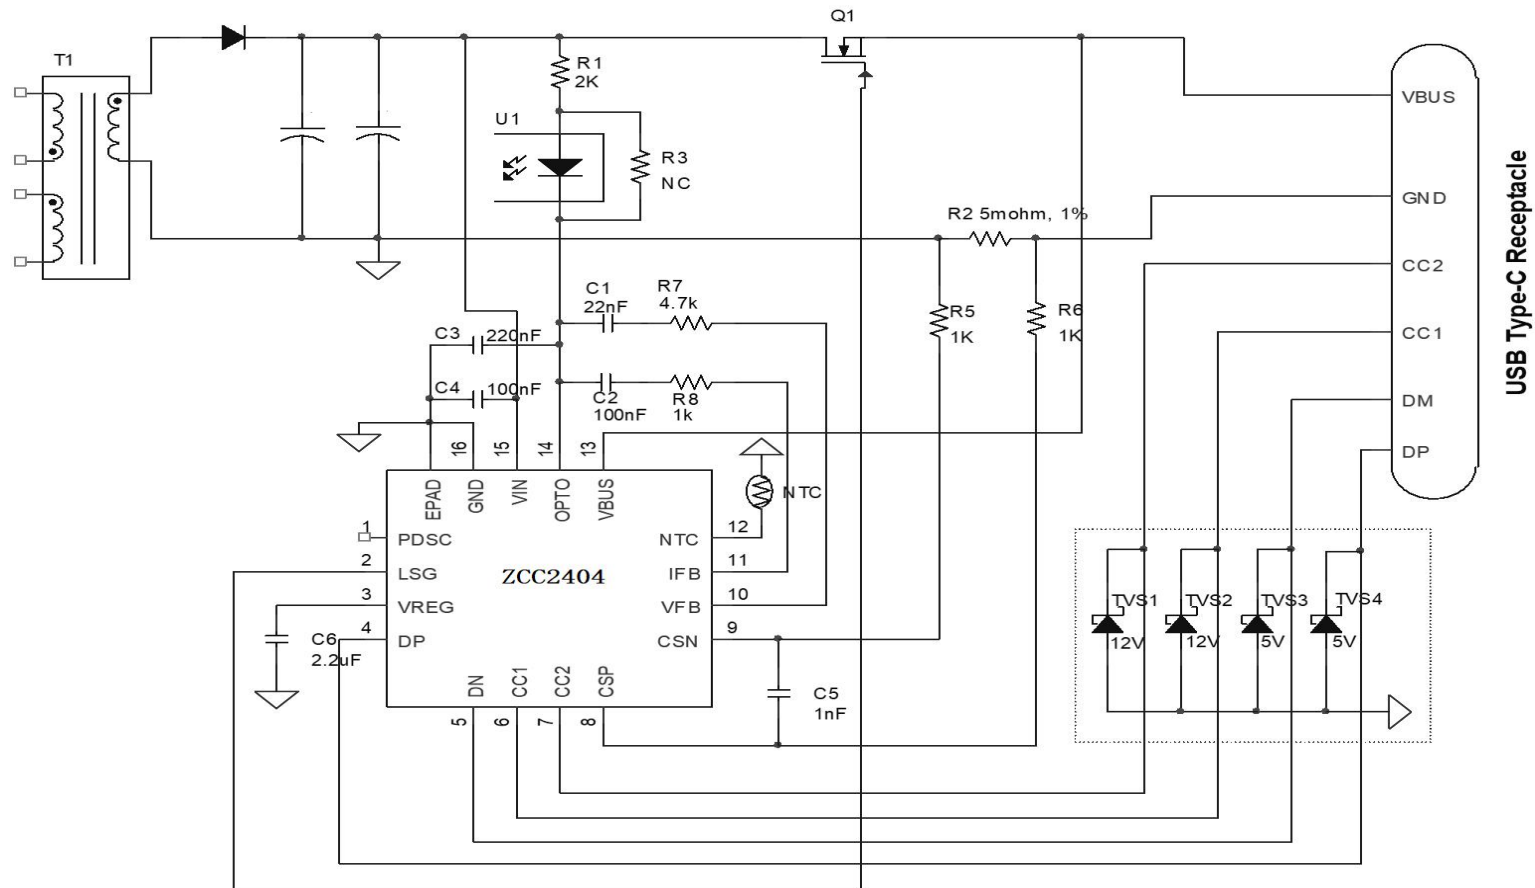 Q1
T1
R1
2K
VBUS
U1
R3
NC
GND
R2 5mohm, 1%
CC2
C1
22nF
R7
4.7k
R5
1K
R6
1K
CC1
C3
220nF
C4
100nF
C2
100nF
R8
1k
DM
DP
USB Type-C Receptacle
16
15
14
13
EPAD
GND
VIN
OPTO
VBUS
NTC
1
PDSC
NTC
12
2
LSG
ZCC2404
IFB
11
3
VREG
VFB
10
4
DP
CSN
9
C6
2.2uF
DN
CC1
CC2
CSP
5
6
7
8
C5
1nF
TVS1
12V
TVS2
12V
TVS3
5V
TVS4
5V